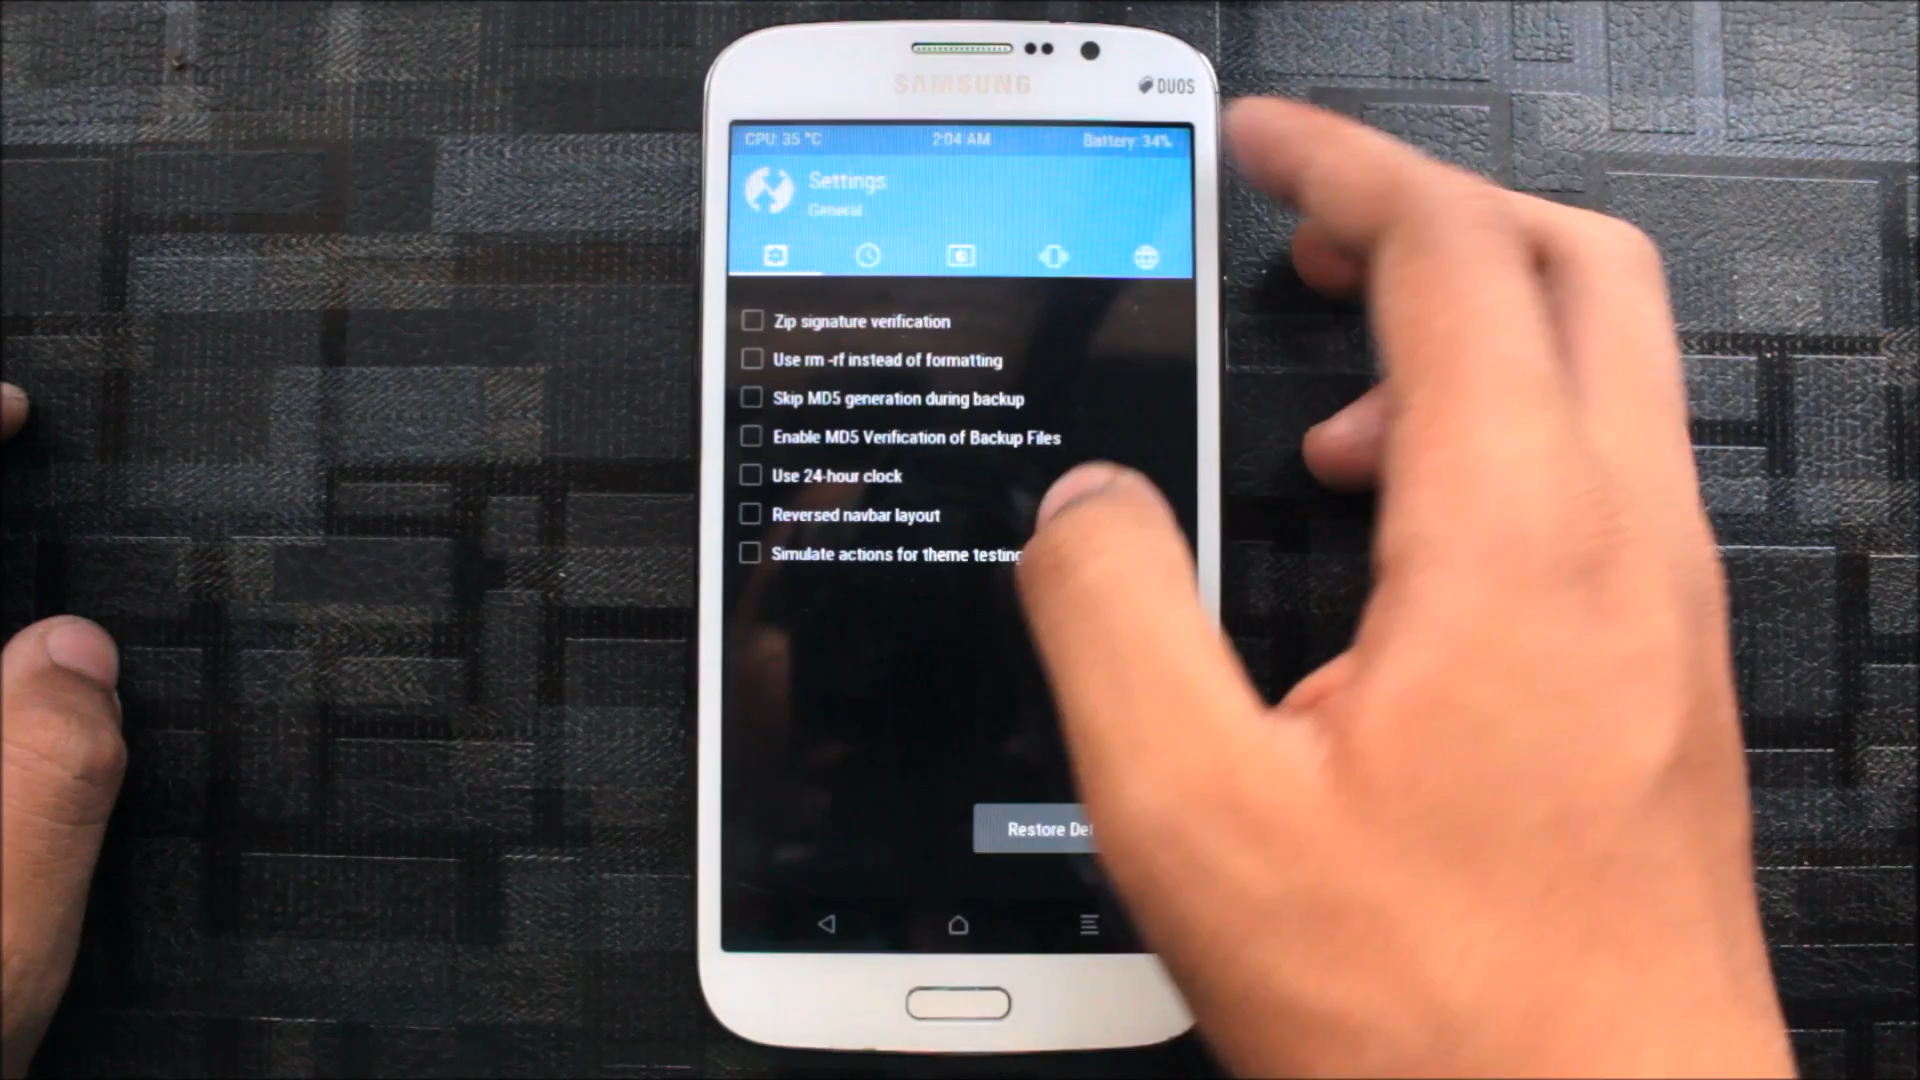 SAMSUNG
DUOS
CPU: 35 °C 2:04 AM Battery: 34%
Settings
General
Zip signature verification
Use rm -rf instead of formatting
Skip MD5 generation during backup
Enable MD5 Verification of Backup Files
Use 24-hour clock
Reversed navbar layout
Simulate actions for theme testing
Restore De